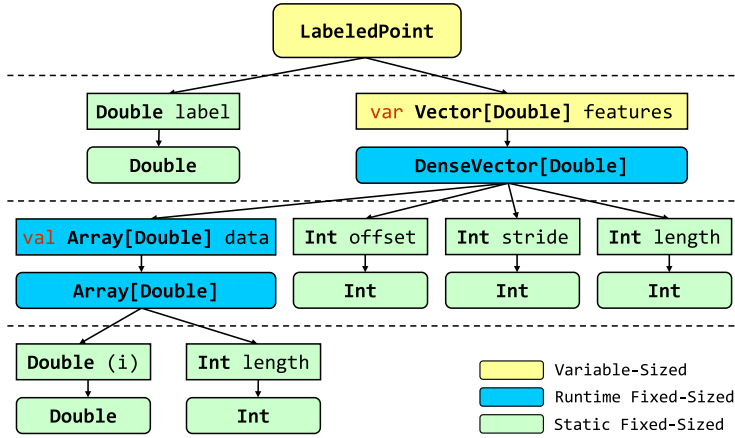 LabeledPoint
Double label
var Vector[Double] features
Double
DenseVector[Double]
val Array[Double] data
Int offset
Int stride
Int length
Array[Double]
Int
Int
Int
Double (i)
Int length
Double
Int
Variable-Sized
Runtime Fixed-Sized
Static Fixed-Sized